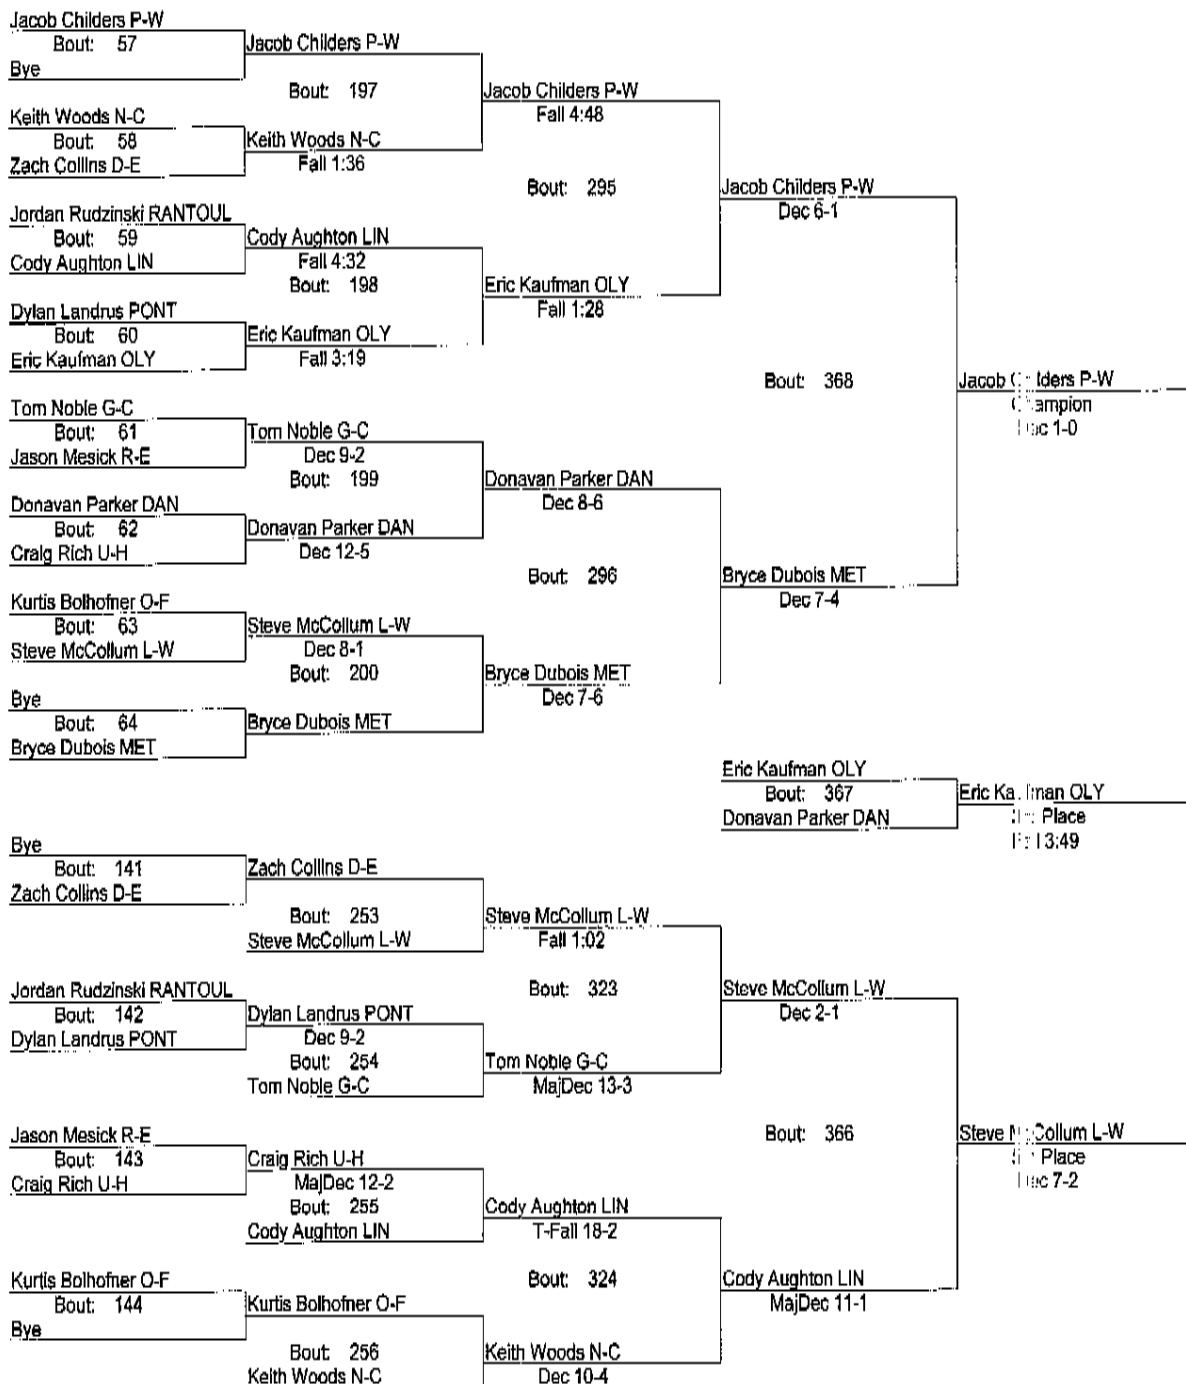 Jacob Childers P-W
Bout: 57
Bye
Jacob Childers P-W
Bout: 197
Keith Woods N-C
Bout: 58
Zach Collins D-E
Keith Woods N-C
Fall 1:36
Jacob Childers P-W
Fall 4:48
Bout: 295
Jordan Rudzinski RANTOUL
Bout: 59
Cody Aughton LIN
Cody Aughton LIN
Fall 4:32
Bout: 198
Dylan Landrus PONT
Bout: 60
Eric Kaufman OLY
Eric Kaufman OLY
Fall 3:19
Eric Kaufman OLY
Fall 1:28
Jacob Childers P-W
Dec 6-1
Bout: 368
Tom Noble G-C
Bout: 61
Jason Mesick R-E
Tom Noble G-C
Dec 9-2
Bout: 199
Donavan Parker DAN
Bout: 62
Craig Rich U-H
Donavan Parker DAN
Dec 12-5
Donavan Parker DAN
Dec 8-6
Bout: 296
Kurtis Bolhofner O-F
Bout: 63
Steve McCollum L-W
Steve McCollum L-W
Dec 8-1
Bout: 200
Bye
Bout: 64
Bryce Dubois MET
Bryce Dubois MET
Bryce Dubois MET
Dec 7-6
Bryce Dubois MET
Dec 7-4
Jacob P-W
1-0
Eric Kaufman OLY
Bout: 367
Donavan Parker DAN
Eric OLY
Place
3:49
Bye
Bout: 141
Zach Collins D-E
Zach Collins D-E
Bout: 253
Steve McCollum L-W
Steve McCollum L-W
Fall 1:02
Bout: 323
Jordan Rudzinski RANTOUL
Bout: 142
Dylan Landrus PONT
Dylan Landrus PONT
Dec 9-2
Bout: 254
Tom Noble G-C
Tom Noble G-C
MajDec 13-3
Steve McCollum L-W
Dec 2-1
Bout: 366
Jason Mesick R-E
Bout: 143
Craig Rich U-H
Craig Rich U-H
MajDec 12-2
Bout: 255
Cody Aughton LIN
Cody Aughton LIN
T-Fall 18-2
Bout: 324
Kurtis Bolhofner O-F
Bout: 144
Bye
Kurtis Bolhofner O-F
Bout: 256
Keith Woods N-C
Keith Woods N-C
Dec 10-4
Cody Aughton LIN
MajDec 11-1
Steve L-W
Place
7-2